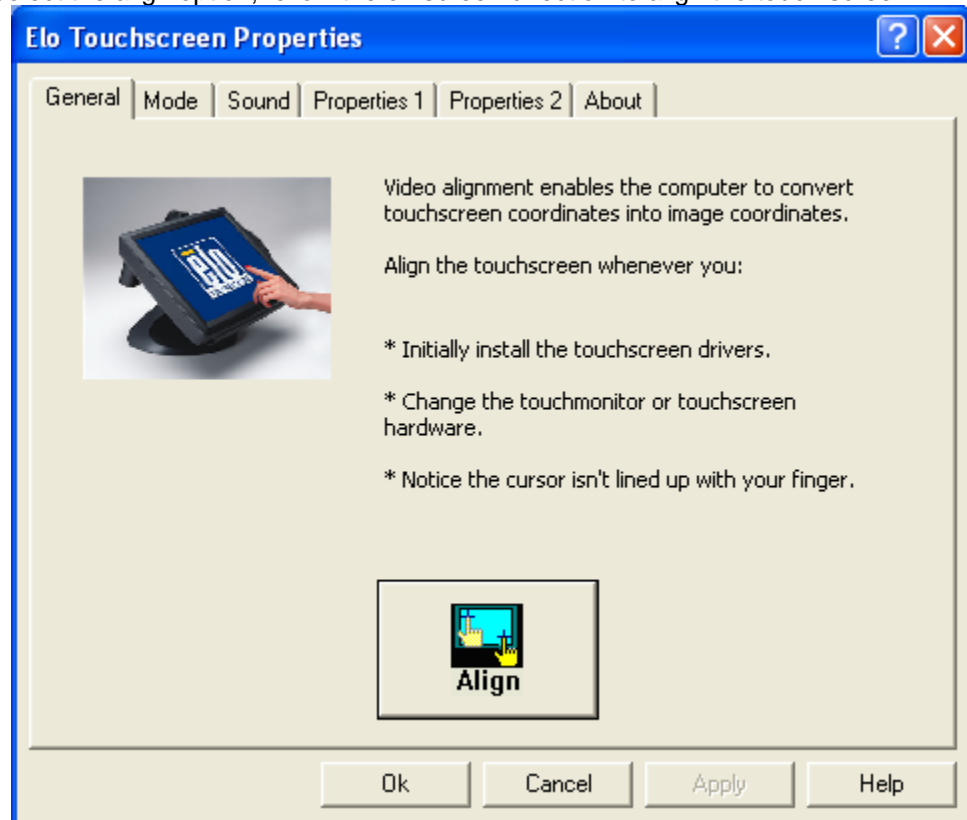 Elo Touchscreen Properties
General Mode Sound Properties 1 Properties 2 About
Video alignment enables the computer to convert
touchscreen coordinates into image coordinates.
Align the touchscreen whenever you:
* Initially install the touchscreen drivers.
* Change the touchmonitor or touchscreen
hardware.
* Notice the cursor isn't lined up with your finger.
elo
Align
Ok Cancel Apply Help